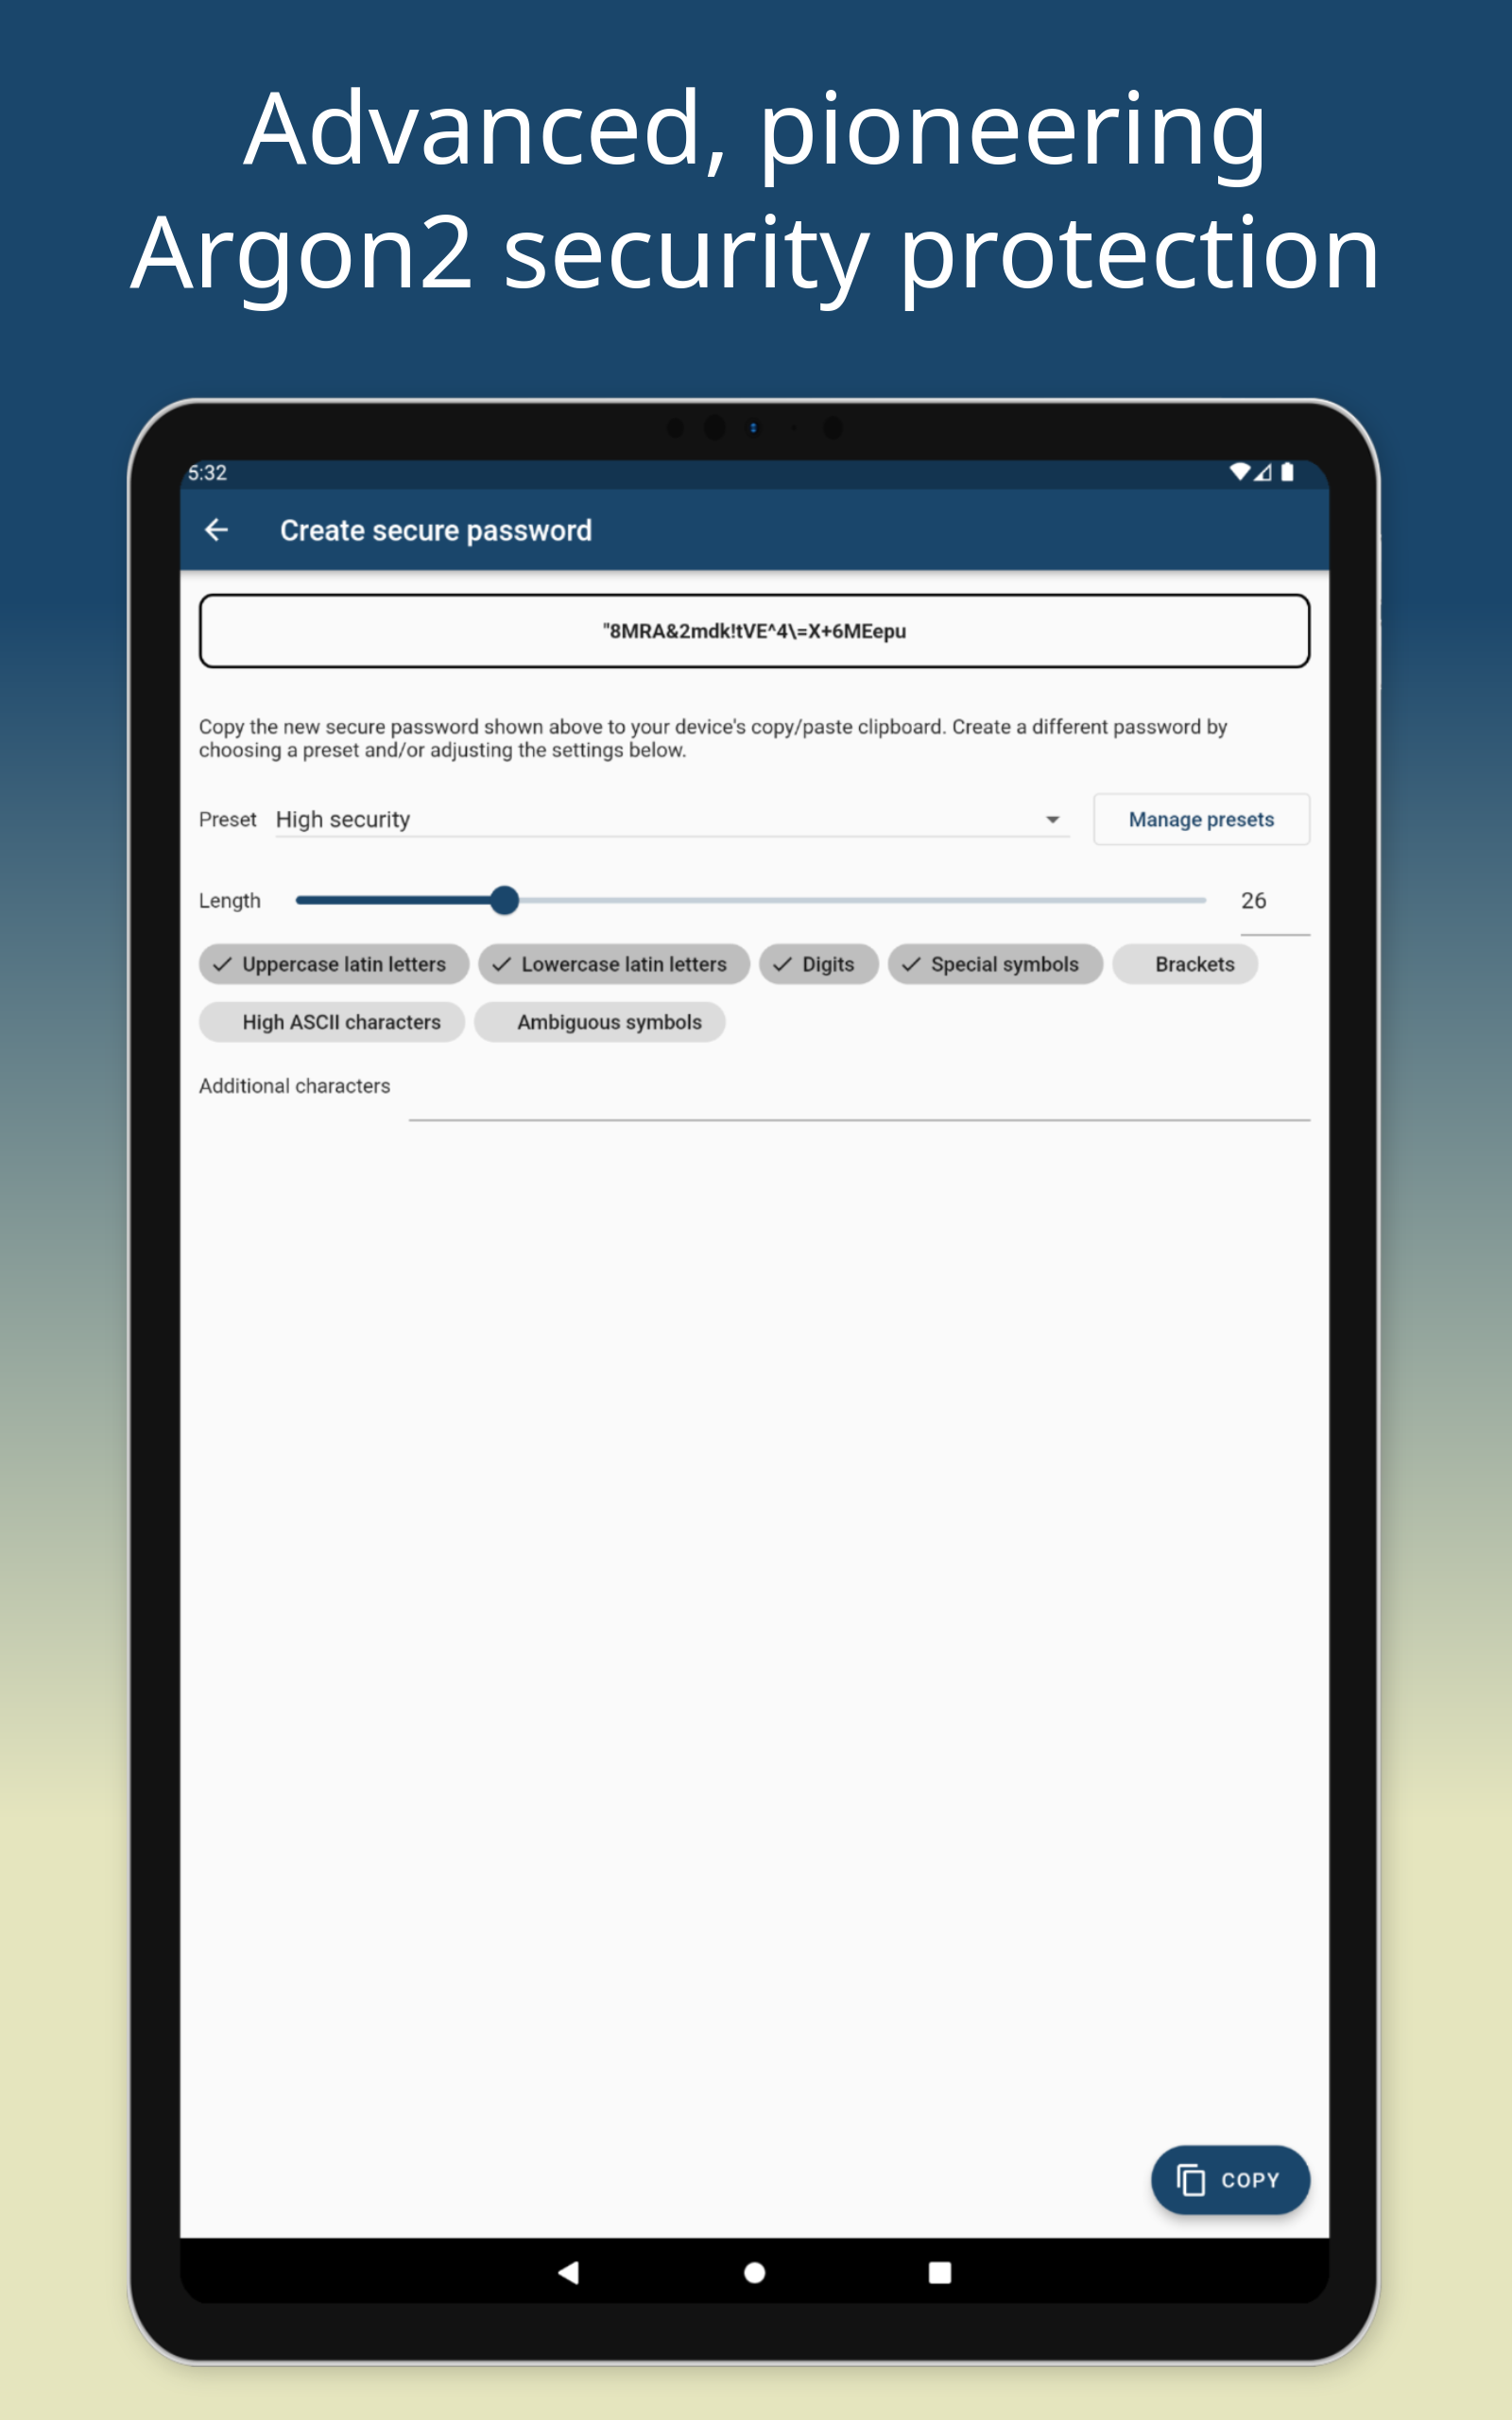 Advanced, pioneering
Argon2 security protection
5:32
Create secure password
"8MRA&2mdk!tVE^4\=X+6MEepu
Copy the new secure password shown above to your device's copy/paste clipboard. Create a different password by
choosing a preset and/or adjusting the settings below.
Preset High security Manage presets
Length 26
Uppercase latin letters Lowercase latin letters Digits Special symbols Brackets
High ASCII characters Ambiguous symbols
Additional characters
COPY